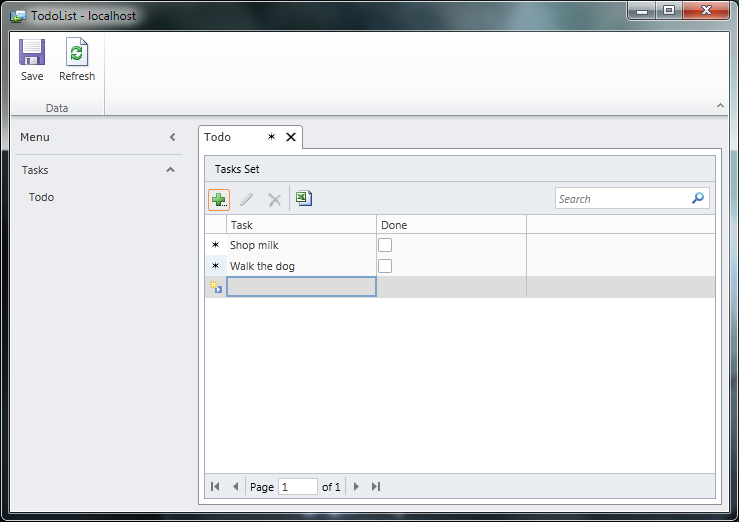 TodoList - localhost
Save Refresh
Data
Menu
Tasks
Todo
Todo
Tasks Set
Search
Task Done
Shop milk
Walk the dog
Page 1 of 1